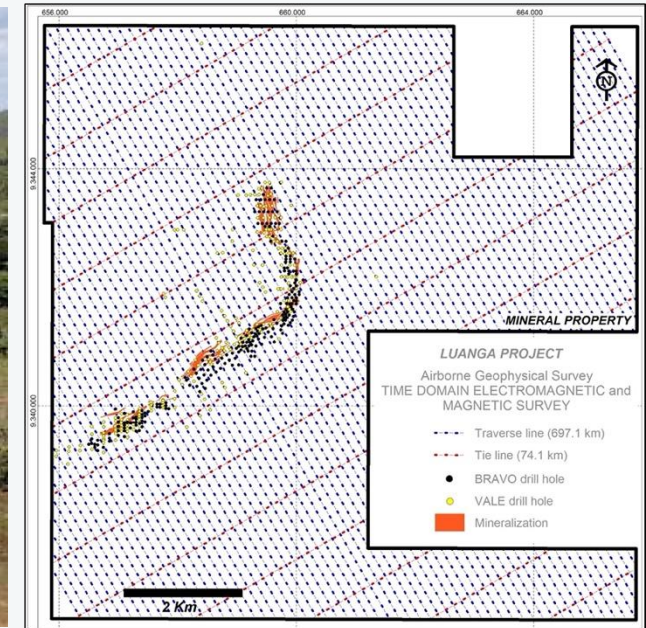 656.000
660.000
664.000
N
9.344.000
9.340.000
MINERAL PROPERTY
LUANGA PROJECT
Airborne Geophysical Survey
TIME DOMAIN ELECTROMAGNETIC and
MAGNETIC SURVEY
Traverse line (697.1 km)
Tie line (74.1 km)
BRAVO drill hole
VALE drill hole
Mineralization
2 Km